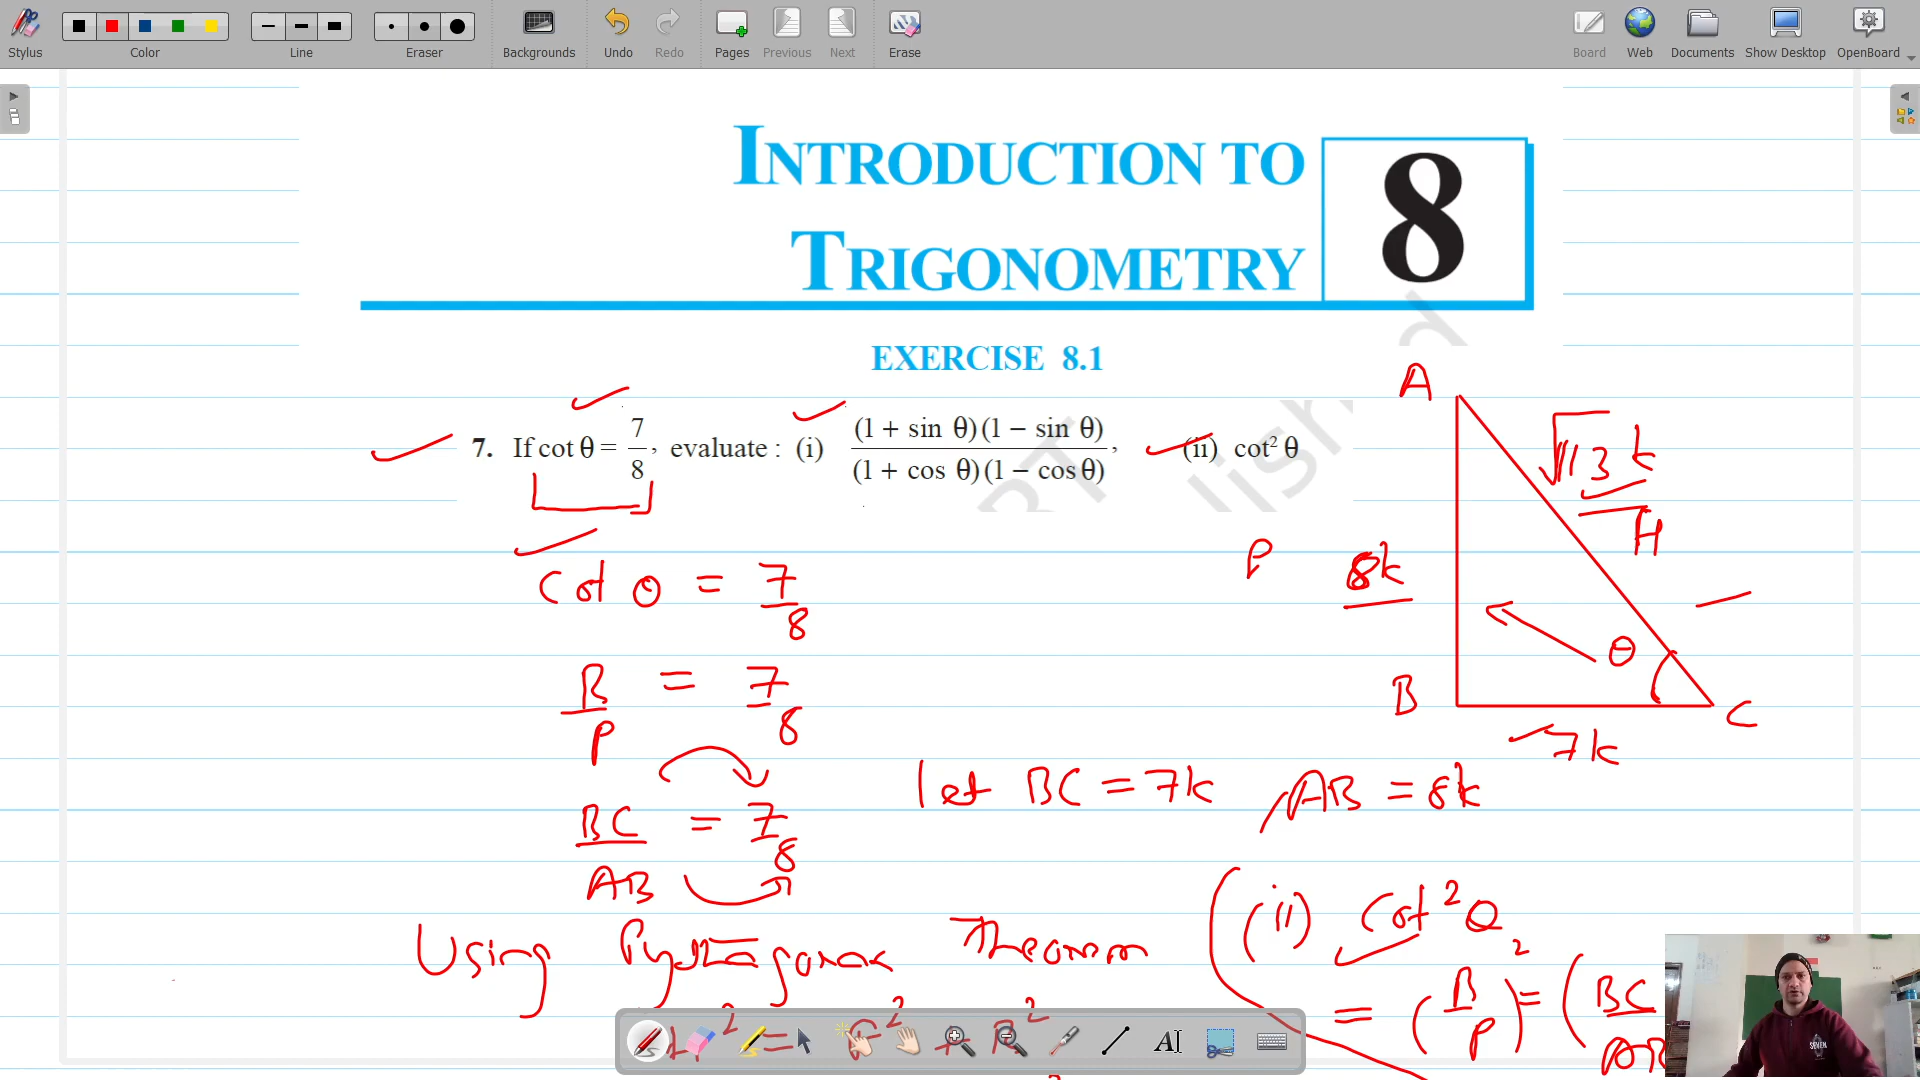 Stylus Color Line Eraser Backgrounds Undo Redo Pages Previous Next Erase Board Web Documents Show Desktop OpenBoard
INTRODUCTION TO
TRIGONOMETRY
8
EXERCISE 8.1
7. If cot θ = 7/8, evaluate : (i) (1 + sin θ)(1 − sin θ)/(1 + cos θ)(1 − cos θ), (ii) cot² θ
Cot θ = 7/8
B/P = 7/8
BC/AB = 7/8
A
√113 k
H
P 8k
θ
B C
7k
let BC = 7k AB = 8k
Using Theorem
(ii) Cot² θ
= (B/P)² = (BC
AB
SEVEN